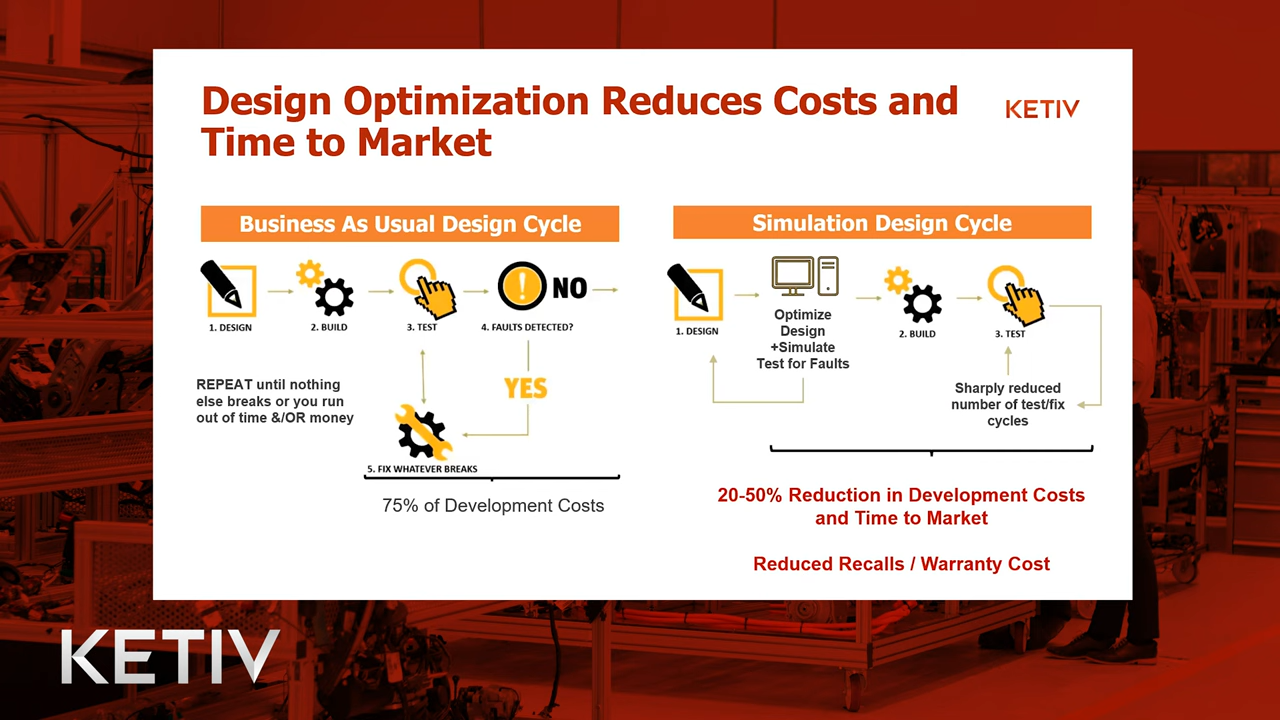 Design Optimization Reduces Costs and
Time to Market
KETIV
Business As Usual Design Cycle
1. DESIGN
2. BUILD
3. TEST
NO
4. FAULTS DETECTED?
YES
REPEAT until nothing
else breaks or you run
out of time &/OR money
5. FIX WHATEVER BREAKS
75% of Development Costs
Simulation Design Cycle
1. DESIGN
Optimize
Design
+Simulate
Test for Faults
2. BUILD
3. TEST
Sharply reduced
number of test/fix
cycles
20-50% Reduction in Development Costs
and Time to Market
Reduced Recalls / Warranty Cost
KETIV